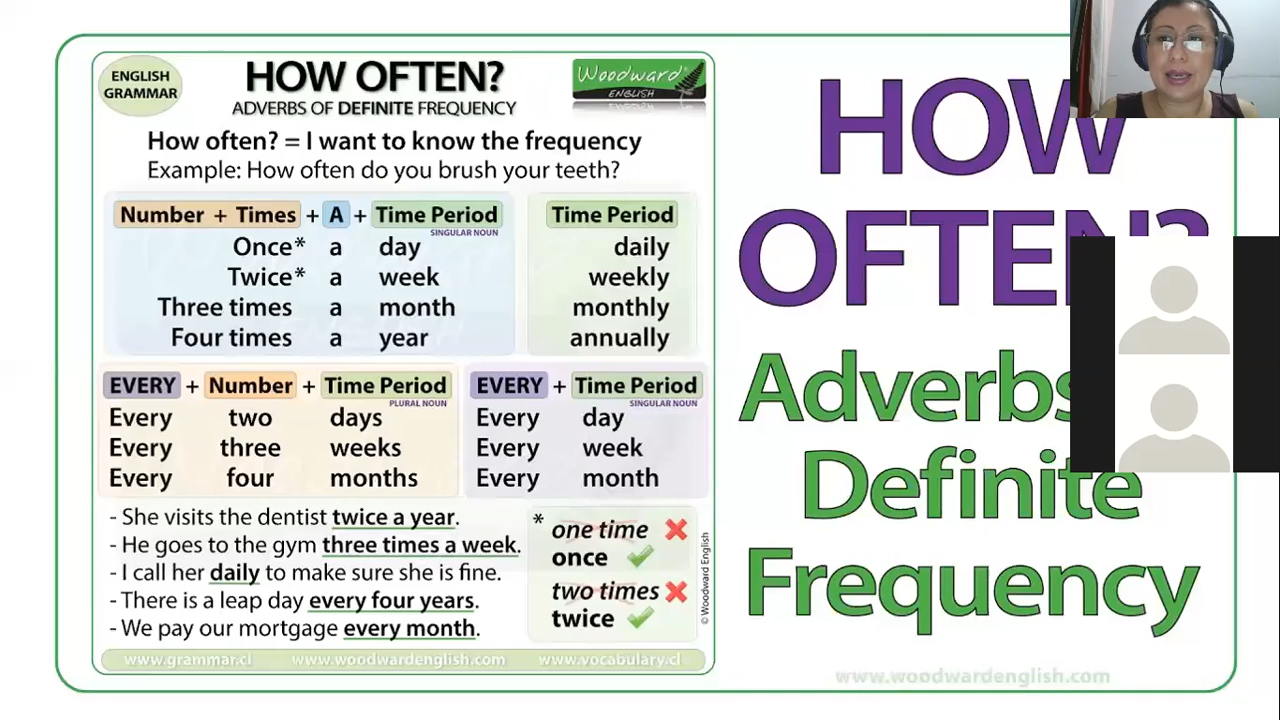 ENGLISH
GRAMMAR
HOW OFTEN?
ADVERBS OF DEFINITE FREQUENCY
Woodward
ENGLISH
How often? = I want to know the frequency
Example: How often do you brush your teeth?
Number + Times + A + Time Period
SINGULAR NOUN
Once* a day
Twice* a week
Three times a month
Four times a year
Time Period
daily
weekly
monthly
annually
EVERY + Number + Time Period
PLURAL NOUN
Every two days
Every three weeks
Every four months
EVERY + Time Period
SINGULAR NOUN
Every day
Every week
Every month
- She visits the dentist twice a year.
- He goes to the gym three times a week.
- I call her daily to make sure she is fine.
- There is a leap day every four years.
- We pay our mortgage every month.
* one time
once
two times
twice
© Woodward English
www.grammar.cl www.woodwardenglish.com www.vocabulary.cl
HOW
OFTEN?
Adverbs
Definite
Frequency
www.woodwardenglish.com